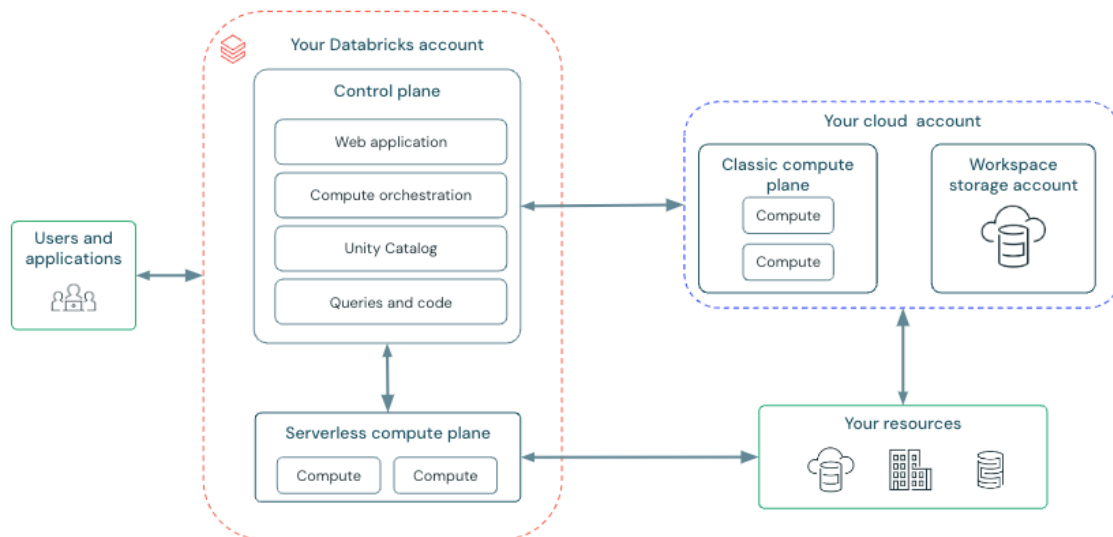 Your Databricks account
Control plane
Web application
Compute orchestration
Unity Catalog
Queries and code
Users and
applications
Serverless compute plane
Compute
Compute
Your cloud account
Classic compute
plane
Compute
Compute
Workspace
storage account
Your resources